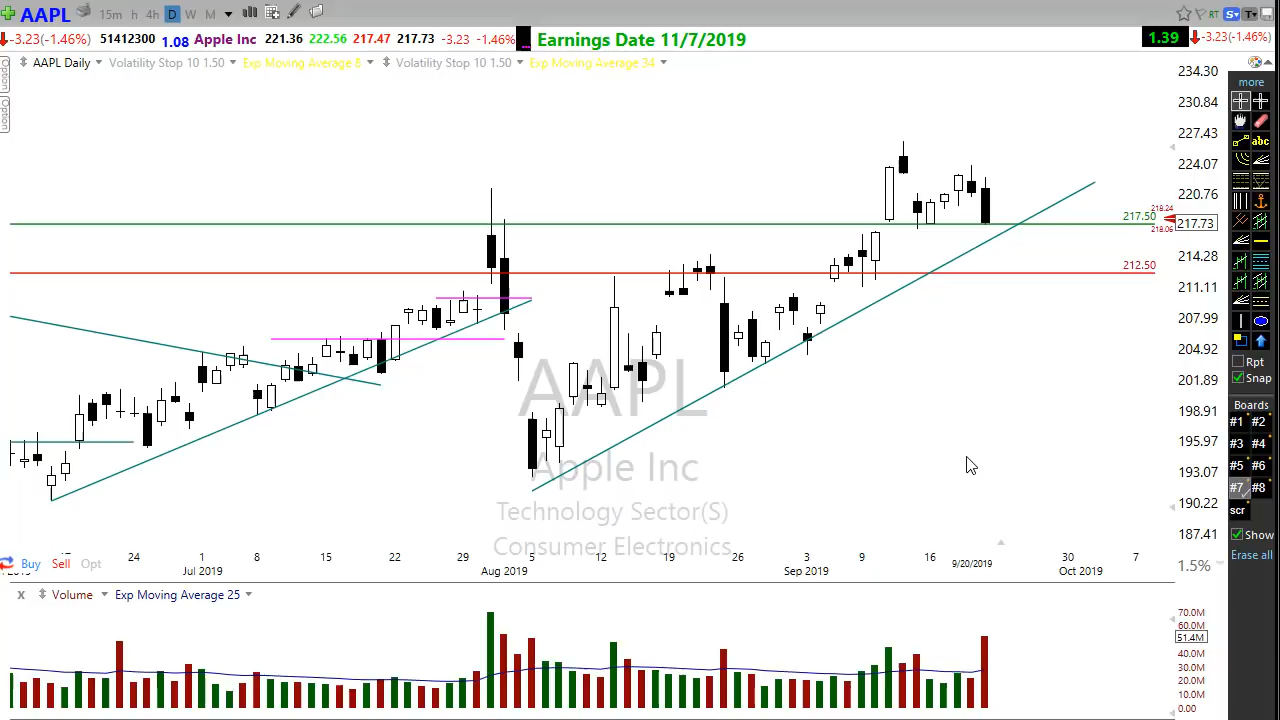 AAPL 15m h 4h D W M RT S T
-3.23(-1.46%) 51412300 1.08 Apple Inc 221.36 222.56 217.47 217.73 -3.23 -1.46% Earnings Date 11/7/2019 1.39 -3.23(-1.46%)
AAPL Daily Volatility Stop 10 1.50 Exp Moving Average 8 Volatility Stop 10 1.50 Exp Moving Average 34
Option
Option
234.30
230.84
227.43
224.07
220.76
217.50
218.24
217.73
218.06
214.28
212.50
211.11
207.99
204.92
201.89
198.91
195.97
193.07
190.22
187.41
1.5%
AAPL
Apple Inc
Technology Sector(S)
Consumer Electronics
24 1 8 15 22 29 5 12 19 26 3 9 16 30 7
Jul 2019 Aug 2019 Sep 2019 9/20/2019 Oct 2019
Buy Sell Opt
X Volume Exp Moving Average 25
70.0M
60.0M
51.4M
40.0M
30.0M
20.0M
10.0M
0.00
more
abc
Rpt
Snap
Boards
#1 #2
#3 #4
#5 #6
#7 #8
scr
Show
Erase all